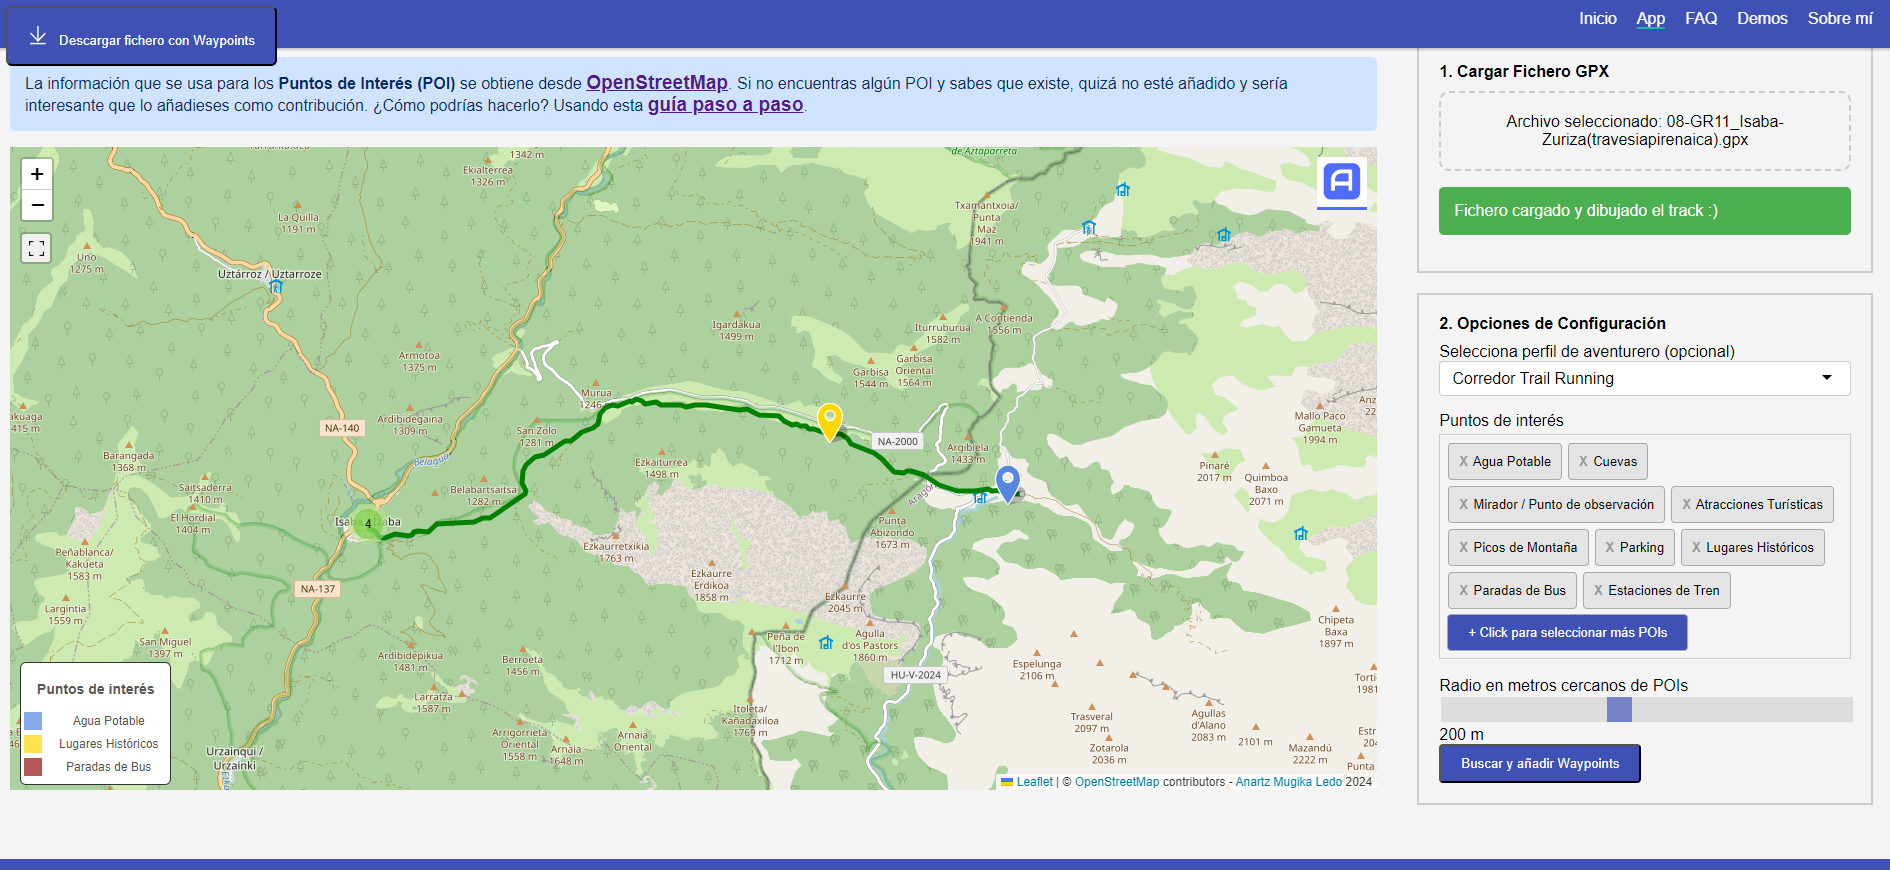 Descargar fichero con Waypoints
Inicio App FAQ Demos Sobre mí
La información que se usa para los Puntos de Interés (POI) se obtiene desde OpenStreetMap. Si no encuentras algún POI y sabes que existe, quizá no esté añadido y sería
interesante que lo añadieses como contribución. ¿Cómo podrías hacerlo? Usando esta guía paso a paso.
+
−
1342 m
de Aztaparreta
Ekialterrea
1326 m
La Quilla
1191 m
Txamantxoia/
Punta
Maz
1941 m
Uno
1275 m
Uztárroz / Uztarroze
A Contienda
1556 m
Igardakua
1499 m
Iturruburua
1582 m
Armotoa
1375 m
Garbisa
1544 m
Garbisa
Oriental
1564 m
Murua
1246
Ardibidegaina
1309 m
NA-140
San Zolo
1281 m
NA-2000
Mallo Paco
Gamueta
1994 m
415 m
Barangada
1368 m
Belagua
Ezkaiturrea
1498 m
Argibiela
1433 m
Pinaré
2017 m
Quimboa
Baxo
2071 m
Saitsaderra
1410 m
Belabartsaitsa
1282 m
El Hordial
1404 m
4
Punta
Abizondo
1673 m
Peñablanca/
Kakueta
1583 m
Ezkaurretxikia
1763 m
Ezkaurre
Erdikoa
1858 m
NA-137
Ezkaurre
2045 m
Largintia
1559 m
Chipeta
Baxa
1897 m
San Miguel
1397 m
Peña de
l'Ibon
1712 m
Agulla
d'os Pastors
1860 m
Ardibidepikua
1481 m
Berroeta
1456 m
Espelunga
2106 m
HU-V-2024
Larratza
1587 m
Itoleta/
Kañadaxiloa
1769 m
Trasveral
2097 m
Agullas
d'Alano
2083 m
Arrigorrieta
Oriental
1558 m
Arnaia
1648 m
Arnaia
Oriental
2101 m
Zotarola
2036 m
Mazandú
2222 m
Punta
Urzainqui /
Urzainki
Puntos de interés
Agua Potable
Lugares Históricos
Paradas de Bus
Leaflet | © OpenStreetMap contributors - Anartz Mugika Ledo 2024
1. Cargar Fichero GPX
Archivo seleccionado: 08-GR11_Isaba-
Zuriza(travesiapirenaica).gpx
Fichero cargado y dibujado el track :)
2. Opciones de Configuración
Selecciona perfil de aventurero (opcional)
Corredor Trail Running
Puntos de interés
X Agua Potable X Cuevas
X Mirador / Punto de observación X Atracciones Turísticas
X Picos de Montaña X Parking X Lugares Históricos
X Paradas de Bus X Estaciones de Tren
+ Click para seleccionar más POIs
Radio en metros cercanos de POIs
200 m
Buscar y añadir Waypoints